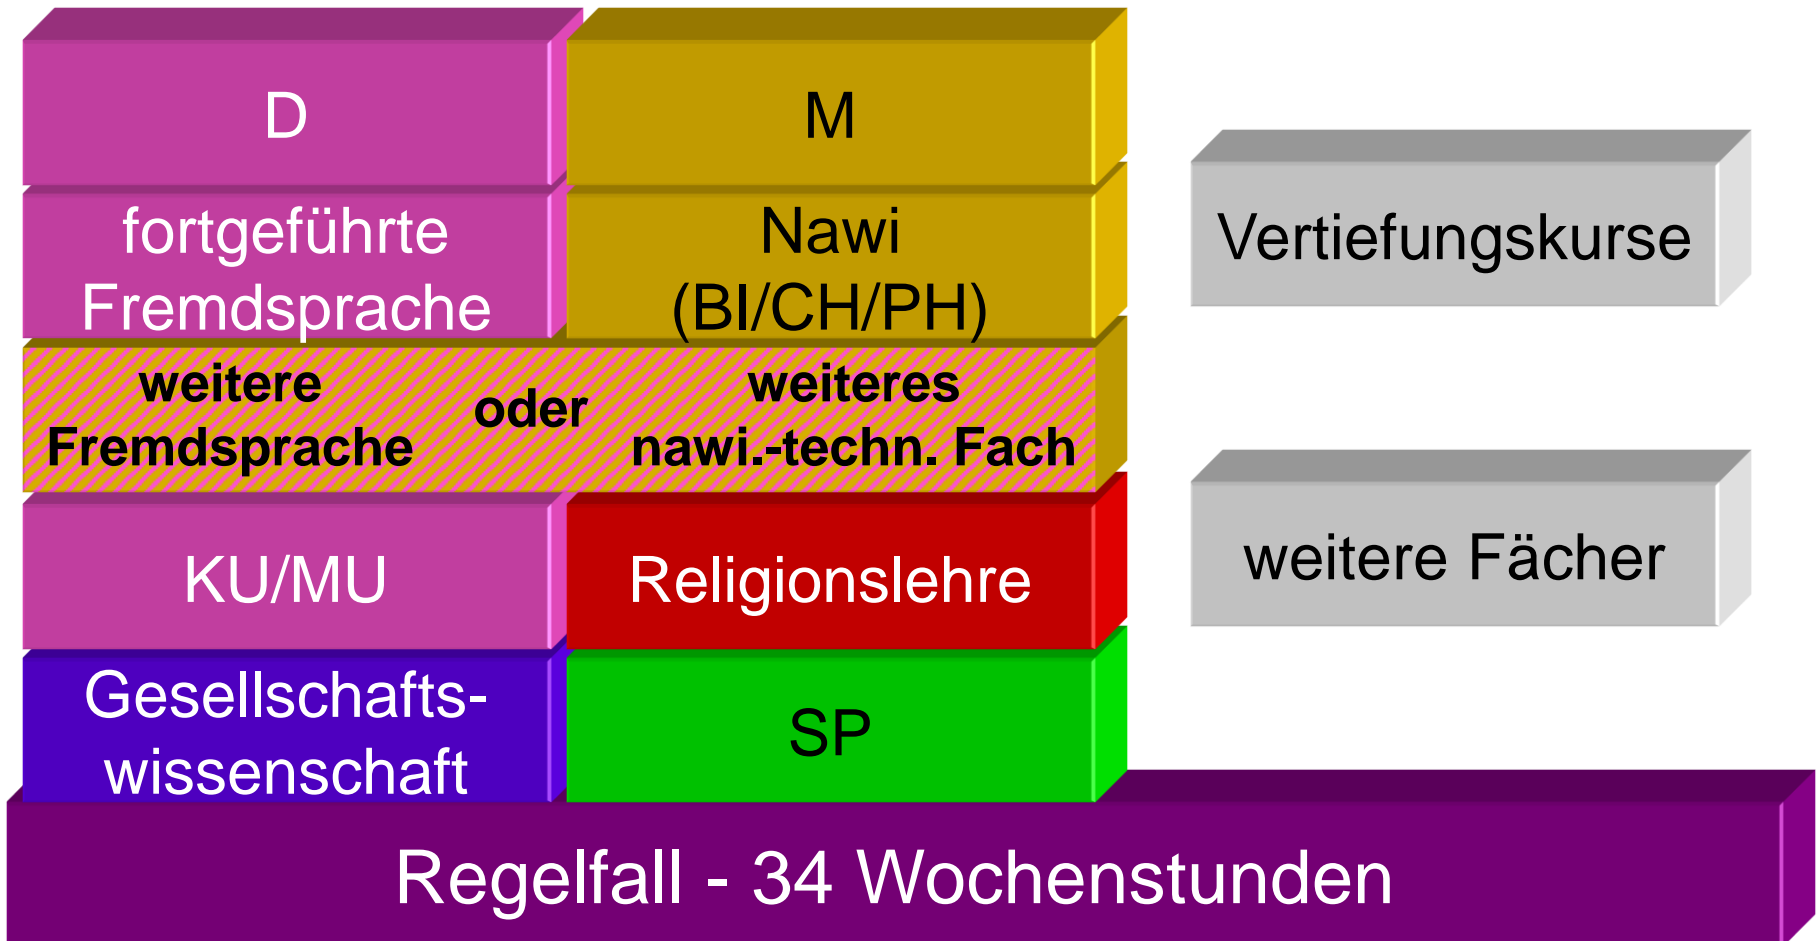 D
M
fortgeführte
Fremdsprache
Nawi
(BI/CH/PH)
Vertiefungskurse
weitere
Fremdsprache
oder
weiteres
nawi.-techn. Fach
KU/MU
Religionslehre
weitere Fächer
Gesellschafts-
wissenschaft
SP
Regelfall - 34 Wochenstunden